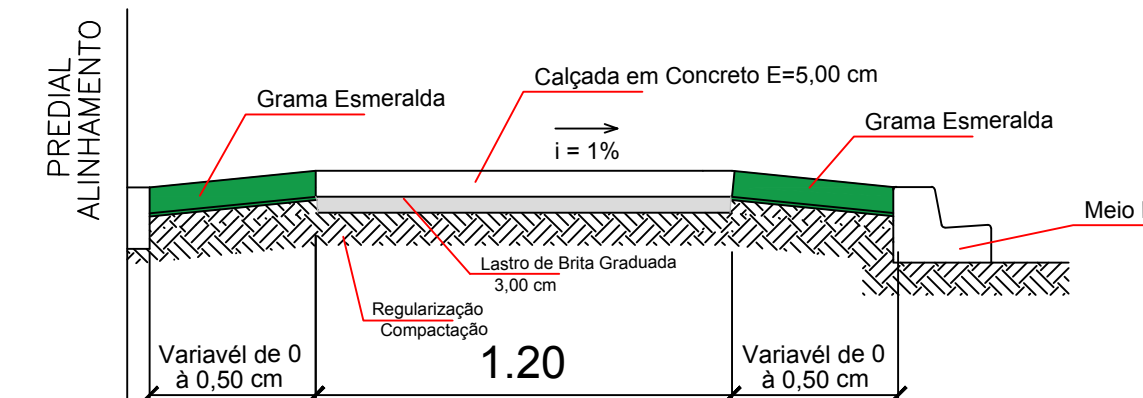 PREDIAL
ALINHAMENTO
Grama Esmeralda
Calçada em Concreto E=5,00 cm
i = 1%
Grama Esmeralda
Meio
Lastro de Brita Graduada
3,00 cm
Regularização
Compactação
Variavél de 0
à 0,50 cm
1.20
Variavél de 0
à 0,50 cm